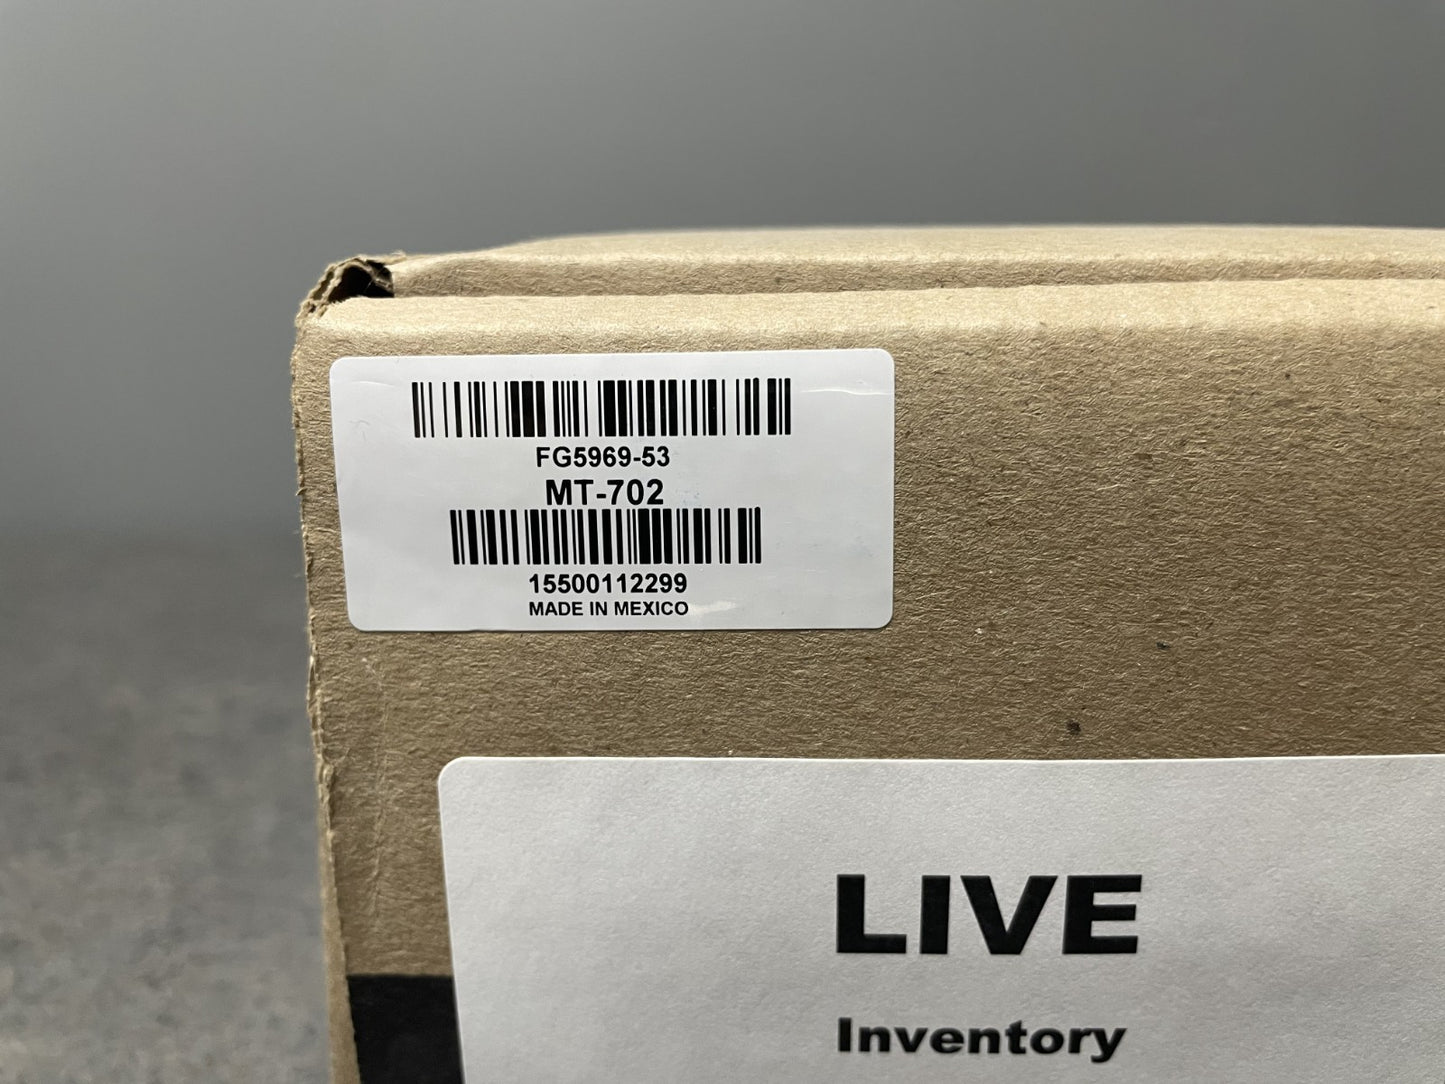 FG5969-53
MT-702
15500112299
MADE IN MEXICO
LIVE
Inventory